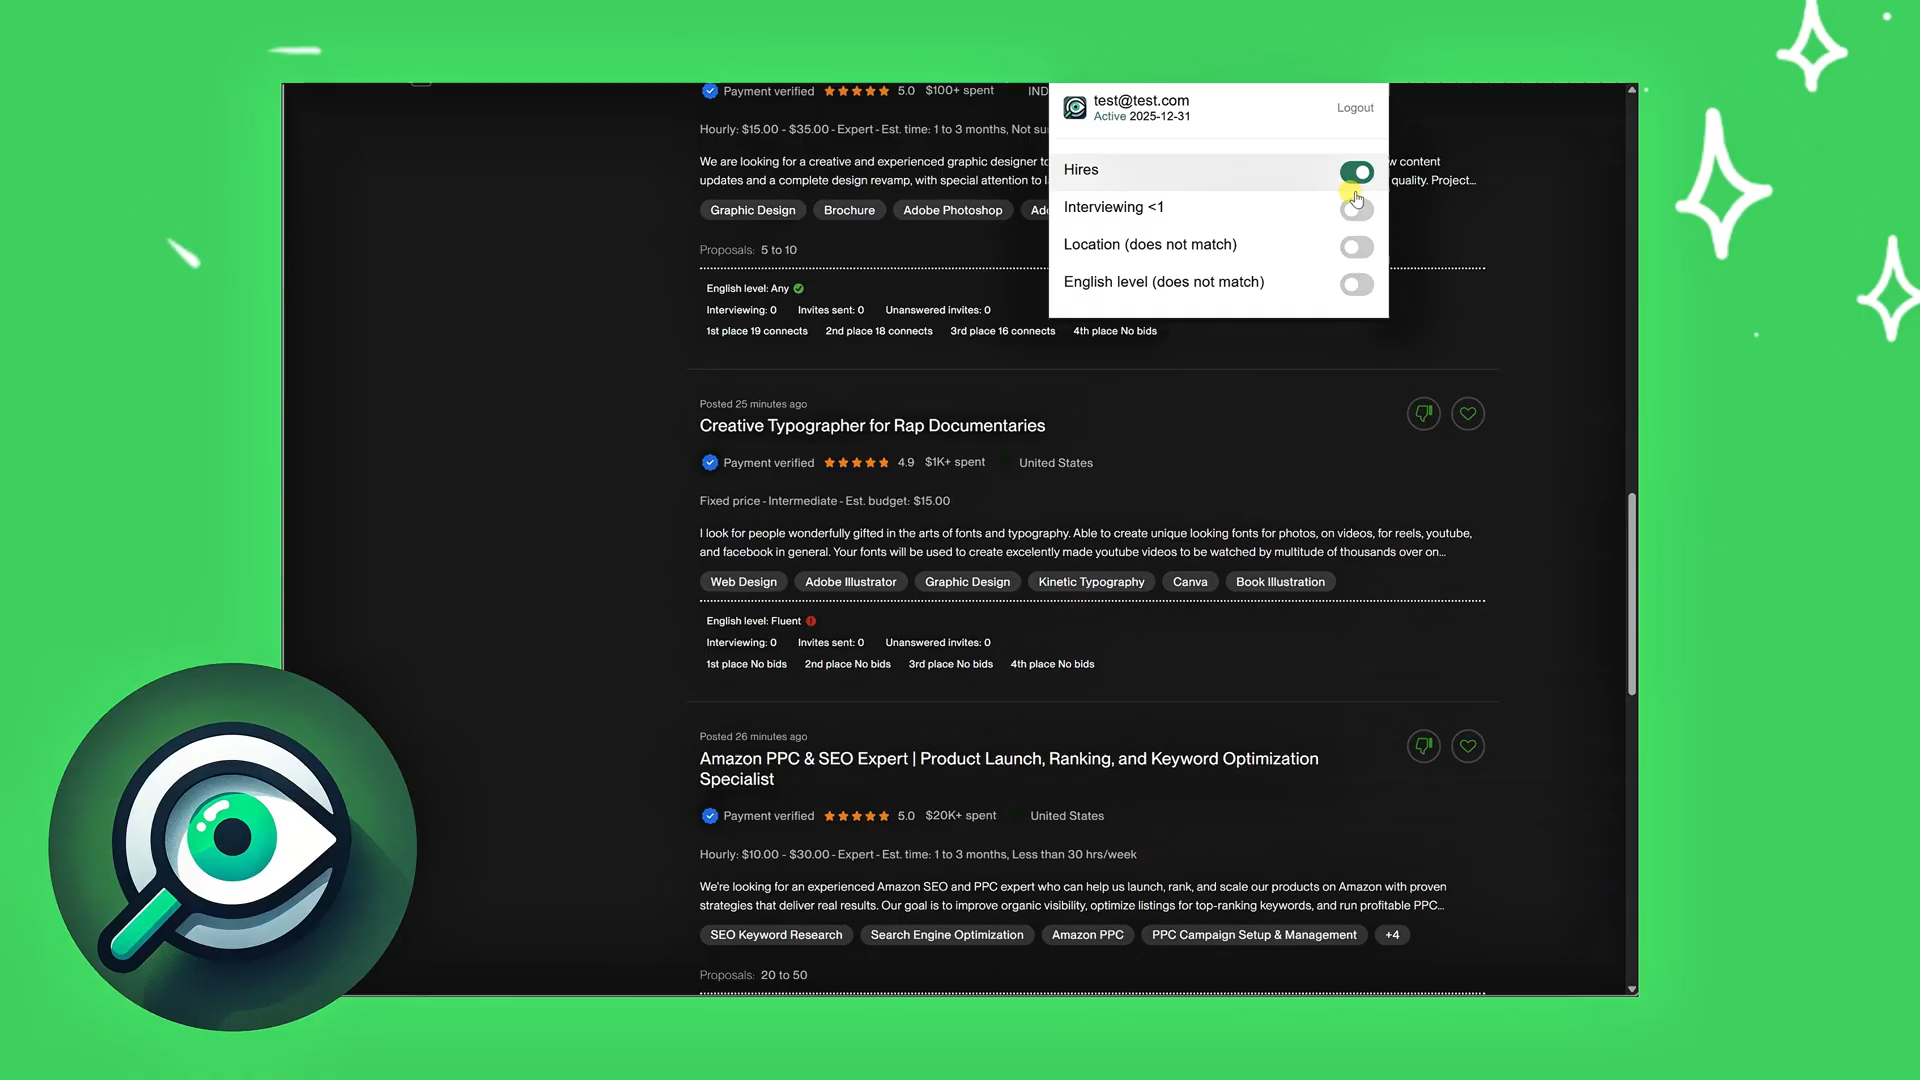 Payment verified 5.0 $100+ spent
Hourly: $15.00 - $35.00 - Expert - Est. time: 1 to 3 months, Not su
We are looking for a creative and experienced graphic designer to
w content
updates and a complete design revamp, with special attention to
quality. Project...
Graphic Design Brochure Adobe Photoshop
Proposals: 5 to 10
English level: Any
Interviewing: 0 Invites sent: 0 Unanswered invites: 0
1st place 19 connects 2nd place 18 connects 3rd place 16 connects 4th place No bids
test@test.com
Active 2025-12-31
Logout
Hires
Interviewing <1
Location (does not match)
English level (does not match)
Posted 25 minutes ago
Creative Typographer for Rap Documentaries
Payment verified 4.9 $1K+ spent United States
Fixed price - Intermediate - Est. budget: $15.00
I look for people wonderfully gifted in the arts of fonts and typography. Able to create unique looking fonts for photos, on videos, for reels, youtube,
and facebook in general. Your fonts will be used to create excelently made youtube videos to be watched by multitude of thousands over on...
Web Design Adobe Illustrator Graphic Design Kinetic Typography Canva Book Illustration
English level: Fluent
Interviewing: 0 Invites sent: 0 Unanswered invites: 0
1st place No bids 2nd place No bids 3rd place No bids 4th place No bids
Posted 26 minutes ago
Amazon PPC & SEO Expert | Product Launch, Ranking, and Keyword Optimization
Specialist
Payment verified 5.0 $20K+ spent United States
Hourly: $10.00 - $30.00 - Expert - Est. time: 1 to 3 months, Less than 30 hrs/week
We're looking for an experienced Amazon SEO and PPC expert who can help us launch, rank, and scale our products on Amazon with proven
strategies that deliver real results. Our goal is to improve organic visibility, optimize listings for top-ranking keywords, and run profitable PPC...
SEO Keyword Research Search Engine Optimization Amazon PPC PPC Campaign Setup & Management +4
Proposals: 20 to 50